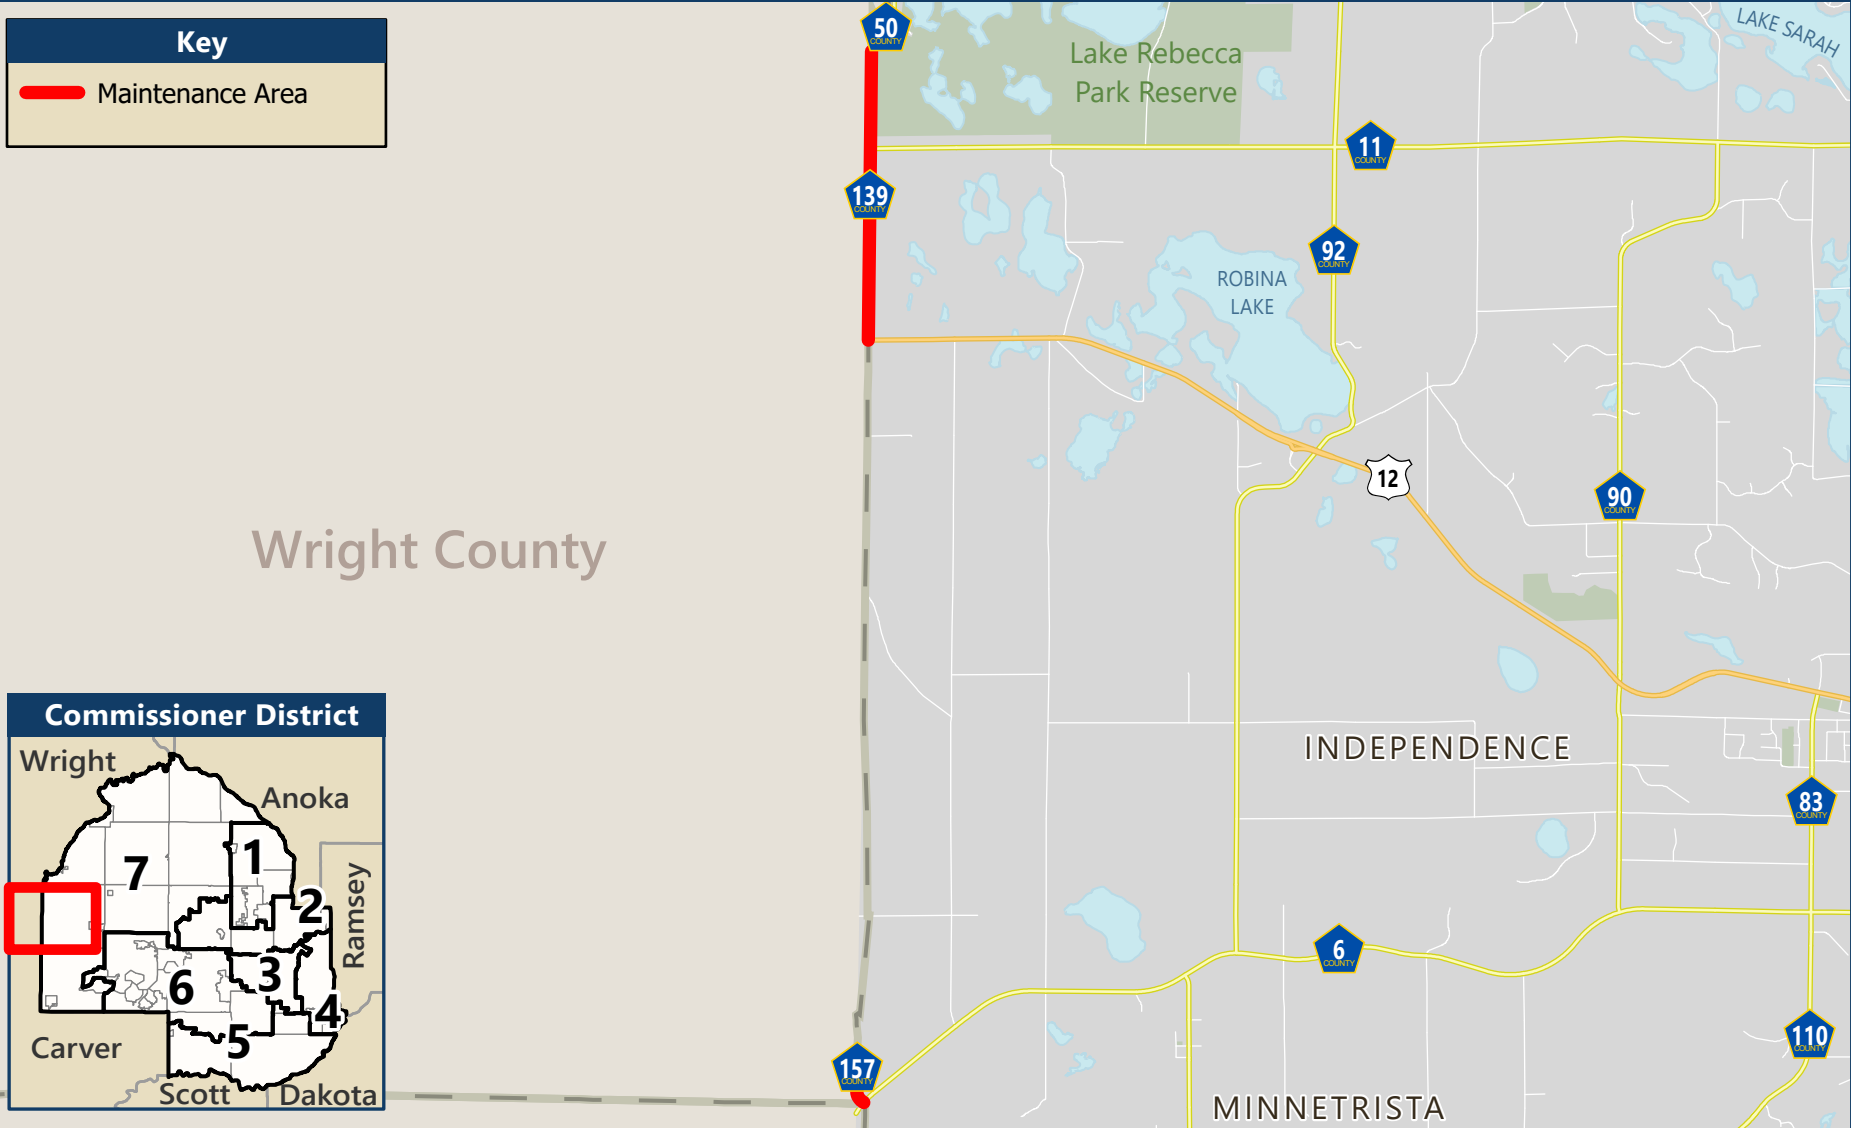 Key
Maintenance Area
50
COUNTY
Lake Rebecca
Park Reserve
LAKE SARAH
11
COUNTY
139
COUNTY
92
COUNTY
ROBINA
LAKE
12
90
COUNTY
Wright County
INDEPENDENCE
83
COUNTY
6
COUNTY
110
COUNTY
157
COUNTY
MINNETRISTA
Commissioner District
Wright
Anoka
1
7
2
Ramsey
3
6
4
5
Carver
Scott
Dakota